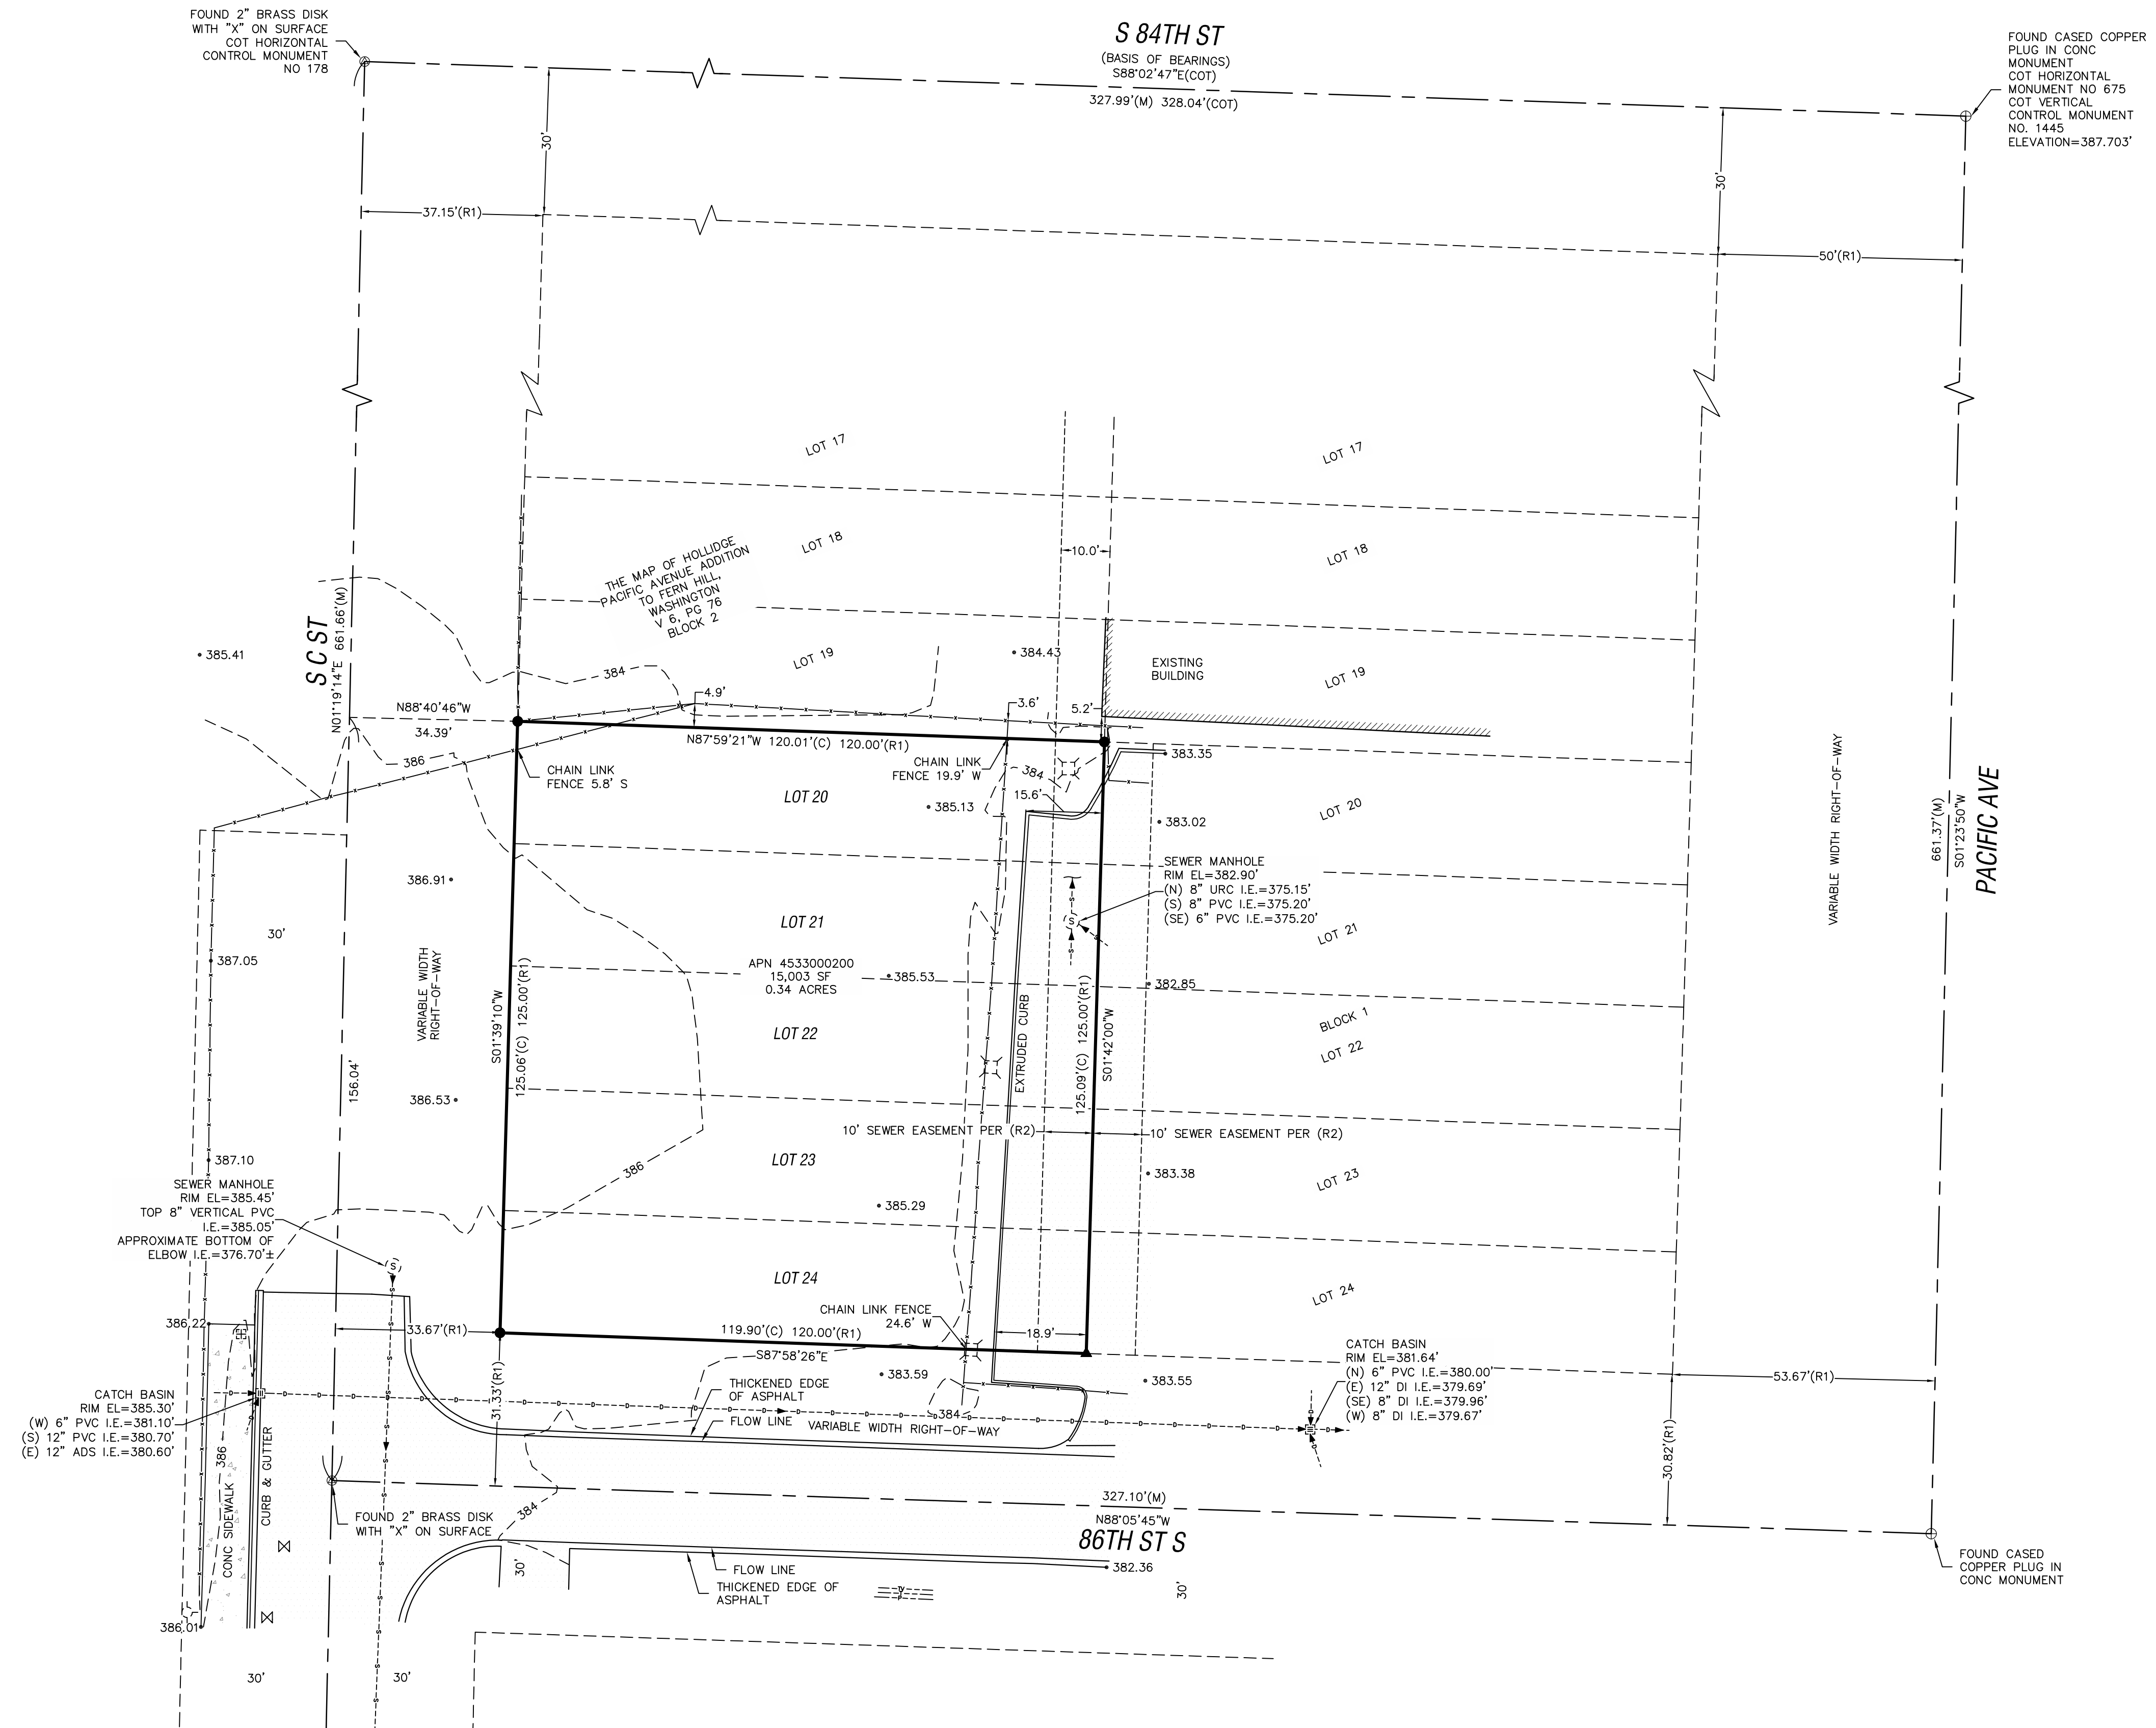 FOUND 2" BRASS DISK
WITH "X" ON SURFACE
COT HORIZONTAL
CONTROL MONUMENT
NO 178
S 84TH ST
(BASIS OF BEARINGS)
S88°02'47"E(COT)
327.99'(M) 328.04'(COT)
FOUND CASED COPPER
PLUG IN CONC
MONUMENT
COT HORIZONTAL
MONUMENT NO 675
COT VERTICAL
CONTROL MONUMENT
NO. 1445
ELEVATION=387.703'
30'
30'
37.15'(R1)
50'(R1)
LOT 17
LOT 17
LOT 18
LOT 18
10.0'
THE MAP OF HOLLIDGE
PACIFIC AVENUE ADDITION
TO FERN HILL,
WASHINGTON
V 6, PG 76
BLOCK 2
S C ST
N01°19'14"E 661.66'(M)
385.41
384
LOT 19
384.43
EXISTING
BUILDING
LOT 19
N88°40'46"W
34.39'
4.9'
3.6'
5.2'
N87°59'21"W 120.01'(C) 120.00'(R1)
386
CHAIN LINK
FENCE 5.8' S
CHAIN LINK
FENCE 19.9' W
384
383.35
LOT 20
385.13
15.6'
383.02
LOT 20
VARIABLE WIDTH RIGHT-OF-WAY
661.37'(M)
S01°23'50"W
PACIFIC AVE
386.91
SEWER MANHOLE
RIM EL=382.90'
(N) 8" URC I.E.=375.15'
(S) 8" PVC I.E.=375.20'
(SE) 6" PVC I.E.=375.20'
S
30'
387.05
LOT 21
LOT 21
VARIABLE WIDTH
RIGHT-OF-WAY
APN 4533000200
15,003 SF
0.34 ACRES
385.53
382.85
S01°39'10"W
125.06'(C) 125.00'(R1)
EXTRUDED CURB
125.09'(C) 125.00'(R1)
S01°42'00"W
BLOCK 1
LOT 22
LOT 22
156.04'
386.53
10' SEWER EASEMENT PER (R2)
10' SEWER EASEMENT PER (R2)
387.10
386
LOT 23
383.38
LOT 23
SEWER MANHOLE
RIM EL=385.45'
TOP 8" VERTICAL PVC
I.E.=385.05'
APPROXIMATE BOTTOM OF
ELBOW I.E.=376.70'±
S
385.29
LOT 24
LOT 24
CHAIN LINK FENCE
24.6' W
386.22
33.67'(R1)
119.90'(C) 120.00'(R1)
S87°58'26"E
18.9'
CATCH BASIN
RIM EL=381.64'
(N) 6" PVC I.E.=380.00'
(E) 12" DI I.E.=379.69'
(SE) 8" DI I.E.=379.96'
(W) 8" DI I.E.=379.67'
53.67'(R1)
383.59
383.55
CATCH BASIN
RIM EL=385.30'
(W) 6" PVC I.E.=381.10'
(S) 12" PVC I.E.=380.70'
(E) 12" ADS I.E.=380.60'
31.33'(R1)
THICKENED EDGE
OF ASPHALT
FLOW LINE
384
VARIABLE WIDTH RIGHT-OF-WAY
30.82'(R1)
386
CONC SIDEWALK
CURB & GUTTER
FOUND 2" BRASS DISK
WITH "X" ON SURFACE
384
327.10'(M)
N88°05'45"W
86TH ST S
FLOW LINE
THICKENED EDGE OF
ASPHALT
30'
382.36
30'
FOUND CASED
COPPER PLUG IN
CONC MONUMENT
386.01
30'
30'